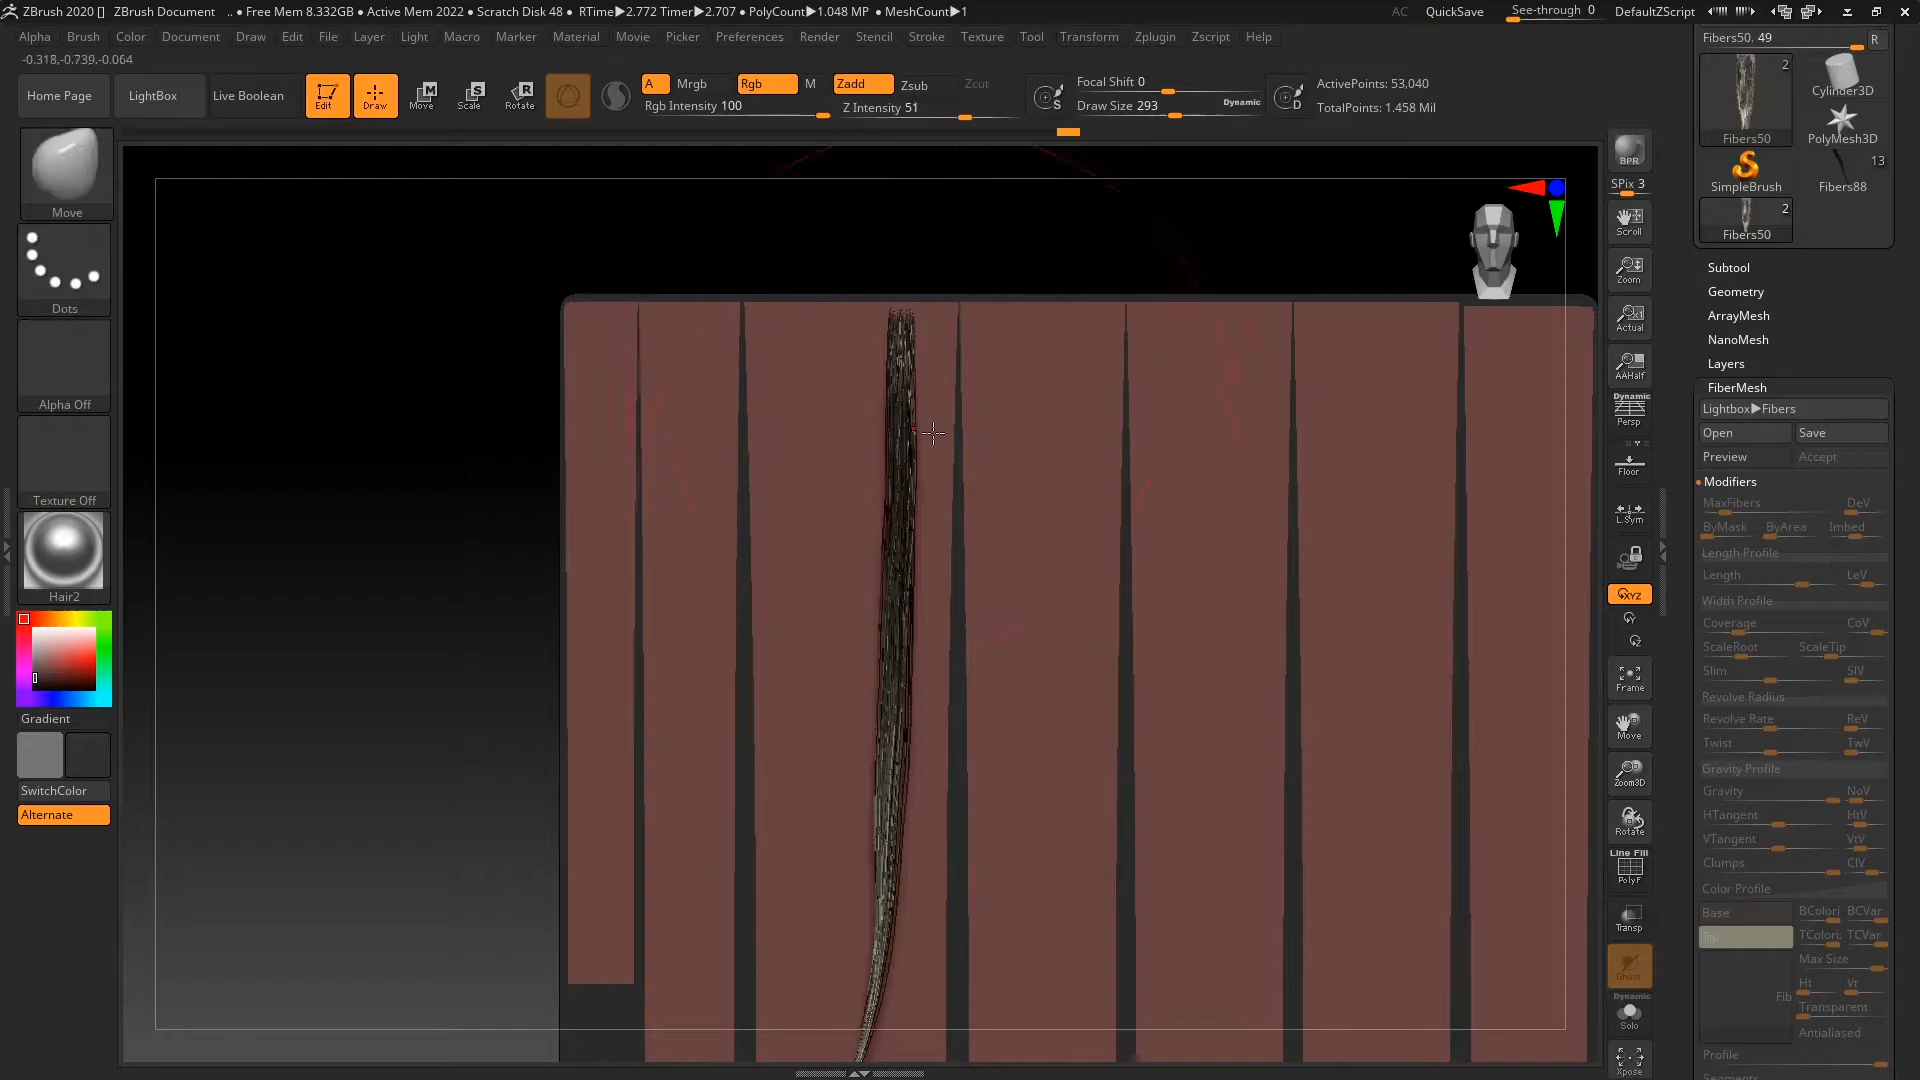 ZBrush 2020 [] ZBrush Document .. • Free Mem 8.332GB • Active Mem 2022 • Scratch Disk 48 • RTime▶2.772 Timer▶2.707 • PolyCount▶1.048 MP • MeshCount▶1 AC QuickSave See-through 0 DefaultZScript
Alpha Brush Color Document Draw Edit File Layer Light Macro Marker Material Movie Picker Preferences Render Stencil Stroke Texture Tool Transform Zplugin Zscript Help
-0.318,-0.739,-0.064
Home Page
LightBox
Live Boolean
Edit
Draw
Move
Scale
Rotate
A Mrgb Rgb M Zadd Zsub Zcut
Rgb Intensity 100 Z Intensity 51
S
Focal Shift 0
Draw Size 293 Dynamic
D
ActivePoints: 53,040
TotalPoints: 1.458 Mil
Move
Dots
Alpha Off
Texture Off
Hair2
Gradient
SwitchColor
Alternate
BPR
SPix 3
Scroll
Zoom
Actual
AAHalf
Dynamic
Persp
Floor
L.Sym
XYZ
Y
Z
Frame
Move
Zoom3D
Rotate
Line Fill
PolyF
Transp
Ghost
Dynamic
Solo
Xpose
Fibers50. 49 R
2
Fibers50
Cylinder3D
PolyMesh3D
SimpleBrush
13
Fibers88
2
Fibers50
Subtool
Geometry
ArrayMesh
NanoMesh
Layers
FiberMesh
Lightbox▶Fibers
Open Save
Preview Accept
Modifiers
MaxFibers DeV
ByMask ByArea Imbed
Length Profile
Length LeV
Width Profile
Coverage CoV
ScaleRoot ScaleTip
Slim SlV
Revolve Radius
Revolve Rate ReV
Twist TwV
Gravity Profile
Gravity NoV
HTangent HtV
VTangent VtV
Clumps ClV
Color Profile
Base BColori BCVar
Tip TColori: TCVar
Max Size
Ht Vt
Fib
Transparent
Antialiased
Profile
Segments